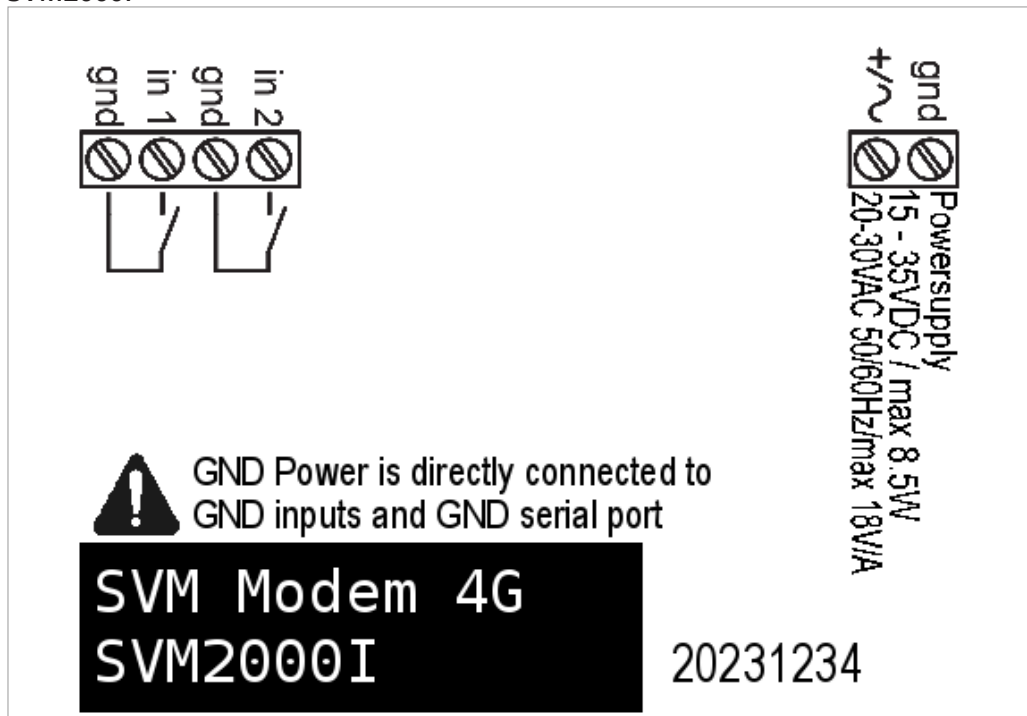 gnd in 1 gnd in 2
+/~ gnd
Powersupply
15 - 35VDC / max 8.5W
20-30VAC 50/60Hz/max 18V/A
GND Power is directly connected to
GND inputs and GND serial port
SVM Modem 4G
SVM2000I
20231234